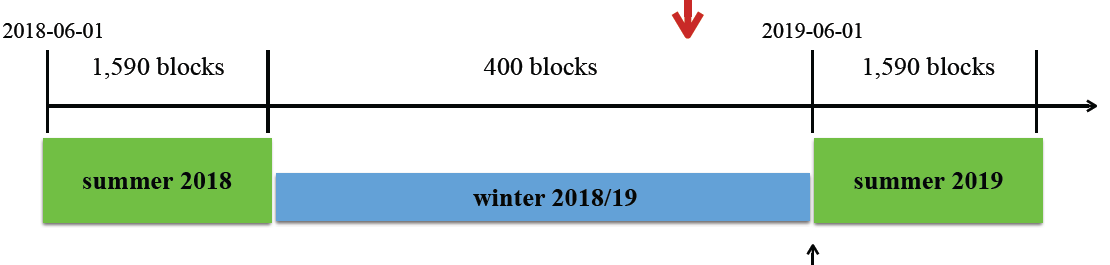 2018-06-01 2019-06-01
1,590 blocks 400 blocks 1,590 blocks
summer 2018 winter 2018/19 summer 2019